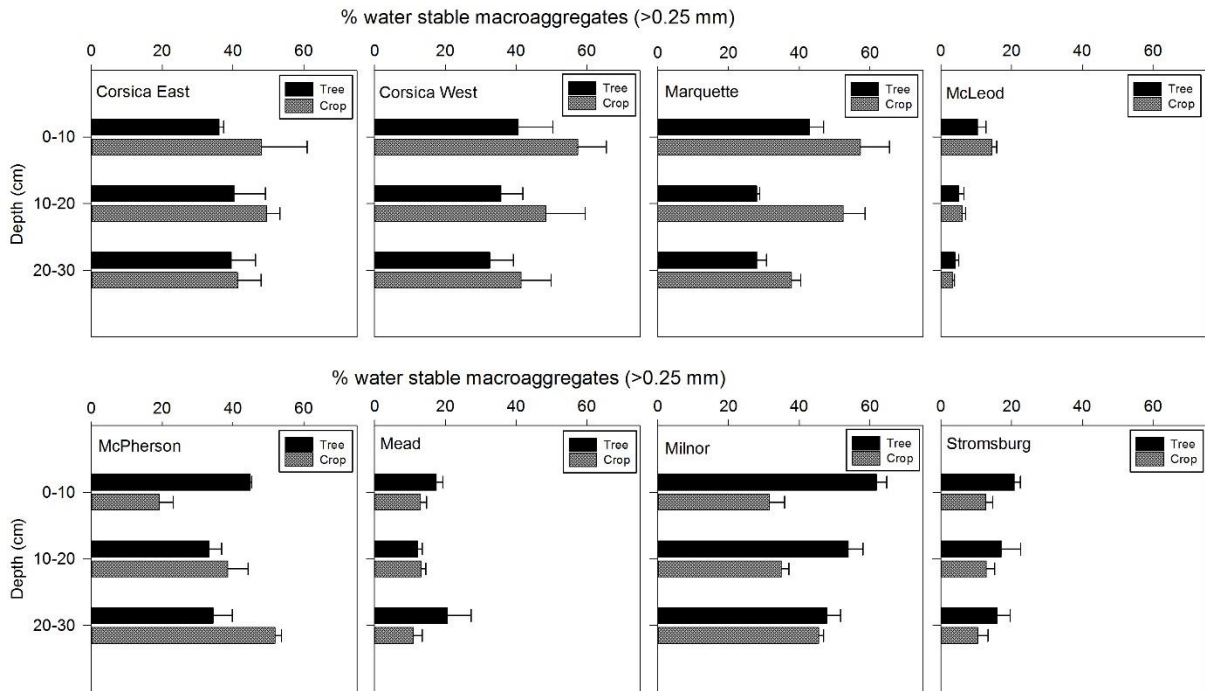 % water stable macroaggregates (>0.25 mm)
0 20 40 60 0 20 40 60 0 20 40 60 0 20 40 60
Corsica East
Tree
Crop
Corsica West
Tree
Crop
Marquette
Tree
Crop
McLeod
Tree
Crop
Depth (cm)
0-10
10-20
20-30
% water stable macroaggregates (>0.25 mm)
0 20 40 60 0 20 40 60 0 20 40 60 0 20 40 60
McPherson
Tree
Crop
Mead
Tree
Crop
Milnor
Tree
Crop
Stromsburg
Tree
Crop
Depth (cm)
0-10
10-20
20-30